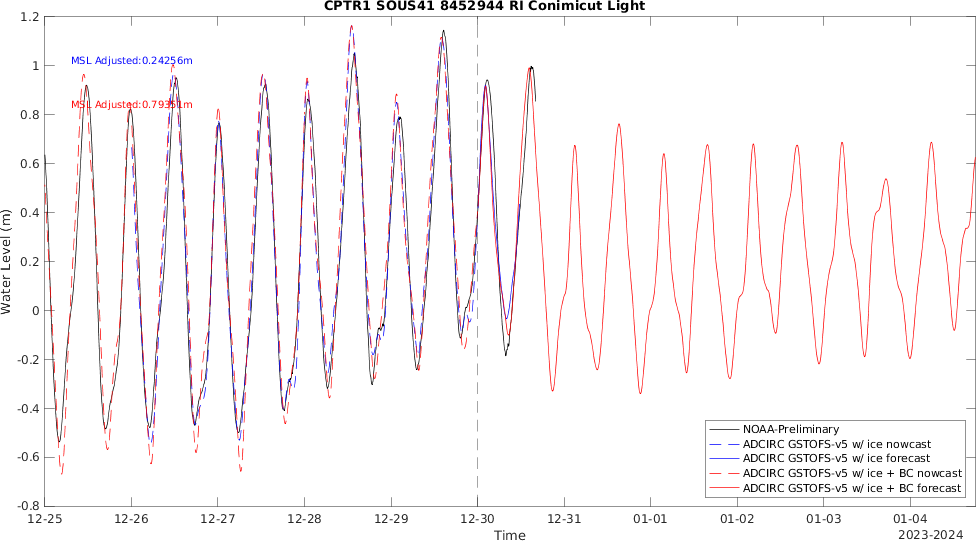 CPTR1 SOUS41 8452944 RI Conimicut Light
1.2
1
0.8
0.6
0.4
0.2
0
-0.2
-0.4
-0.6
-0.8
Water Level (m)
MSL Adjusted:0.24256m
MSL Adjusted:0.79351m
NOAA-Preliminary
ADCIRC GSTOFS-v5 w/ ice nowcast
ADCIRC GSTOFS-v5 w/ ice forecast
ADCIRC GSTOFS-v5 w/ ice + BC nowcast
ADCIRC GSTOFS-v5 w/ ice + BC forecast
12-25 12-26 12-27 12-28 12-29 12-30 12-31 01-01 01-02 01-03 01-04
Time
2023-2024